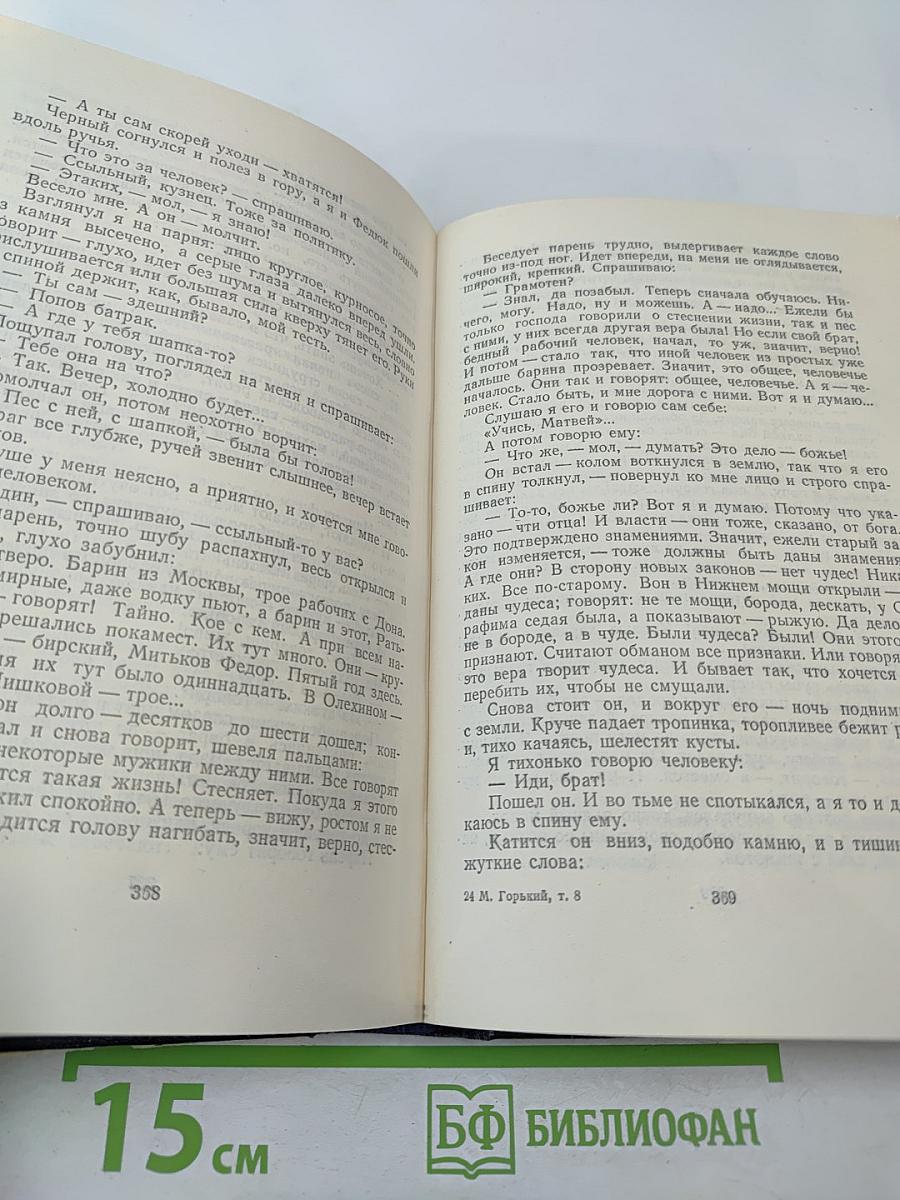 — А ты сам скорей уходи — хватятся!
Черный согнулся и полез в гору, а я и Федюк пошли
вдоль ручья.
— Что это за человек? — спрашиваю.
— Ссыльный, кузнец. Тоже за политику.
— Этаких, — мол, — я знаю!
Весело мне. А он — молчит.
Взглянул я на парня: лицо круглое, курносое, точно
з камня высечено, а серые глаза далеко вперед ушли.
оворит — глухо, идет без шума и вытянулся весь, словно
рислушивается или большая сила кверху тянет его. Руки
спиной держит, как, бывало, мой тесть.
— Ты сам — здешний?
— Попов батрак.
— А где у тебя шапка-то?
Пощупал голову, поглядел на меня и спрашивает:
— Тебе она на что?
Так. Вечер, холодно будет...
омолчал он, потом неохотно ворчит:
Пес с ней, с шапкой, — была бы голова!
раг все глубже, ручей звенит слышнее, вечер встает
ов.
уше у меня неясно, а приятно, и хочется мне гово-
человеком.
дин, — спрашиваю, — ссыльный-то у вас?
парень, точно шубу распахнул, весь открылся и
, глухо забубнил:
тверо. Барин из Москвы, трое рабочих с Дона.
мирные, даже водку пьют, а барин и этот, Рать-
— говорят! Тайно. Кое с кем. А при всем на-
решались покамест. Их тут много. Они — кру-
— бирский, Митьков Федор. Пятый год здесь.
мя их тут было одиннадцать. В Олехином —
Мишковой — трое...
он долго — десятков до шести дошел; кон-
ал и снова говорит, шевеля пальцами:
некоторые мужики между ними. Все говорят
тся такая жизнь! Стесняет. Покуда я этого
жил спокойно. А теперь — вижу, ростом я не
дится голову нагибать, значит, верно, стес-
368
Беседует парень трудно, выдергивает каждое слово
точно из-под ног. Идет впереди, на меня не оглядывается,
широкий, крепкий. Спрашиваю:
— Грамотен?
— Знал, да позабыл. Теперь сначала обучаюсь. Ни-
чего, могу. Надо, ну и можешь. А — надо... Ежели бы
только господа говорили о стеснении жизни, так и пес
с ними, у них всегда другая вера была! Но если свой брат,
бедный рабочий человек, начал, то уж, значит, верно!
И потом — стало так, что иной человек из простых уже
дальше барина прозревает. Значит, это общее, человечье
началось. Они так и говорят: общее, человечье. А я — че-
ловек. Стало быть, и мне дорога с ними. Вот я и думаю...
Слушаю я его и говорю сам себе:
«Учись, Матвей»...
А потом говорю ему:
— Что же, — мол, — думать? Это дело — божье!
Он встал — колом воткнулся в землю, так что я его
в спину толкнул, — повернул ко мне лицо и строго спра-
шивает:
— То-то, божье ли? Вот я и думаю. Потому что ука-
зано — чти отца! И власти — они тоже, сказано, от бога.
Это подтверждено знамениями. Значит, ежели старый за
кон изменяется, — тоже должны быть даны знамения
А где они? В сторону новых законов — нет чудес! Ника
ких. Все по-старому. Вон в Нижнем мощи открыли —
даны чудеса; говорят: не те мощи, борода, дескать, у С
рафима седая была, а показывают — рыжую. Да дело
не в бороде, а в чуде. Были чудеса? Были! Они этого
признают. Считают обманом все признаки. Или говоря
это вера творит чудеса. И бывает так, что хочется
перебить их, чтобы не смущали.
Снова стоит он, и вокруг его — ночь подним
с земли. Круче падает тропинка, торопливее бежит р
и, тихо качаясь, шелестят кусты.
Я тихонько говорю человеку:
— Иди, брат!
Пошел он. И во тьме не спотыкался, а я то и д
каюсь в спину ему.
Катится он вниз, подобно камню, и в тишин
жуткие слова:
24 М. Горький, т. 8
369
15 см
БФ БИБЛИОФАН